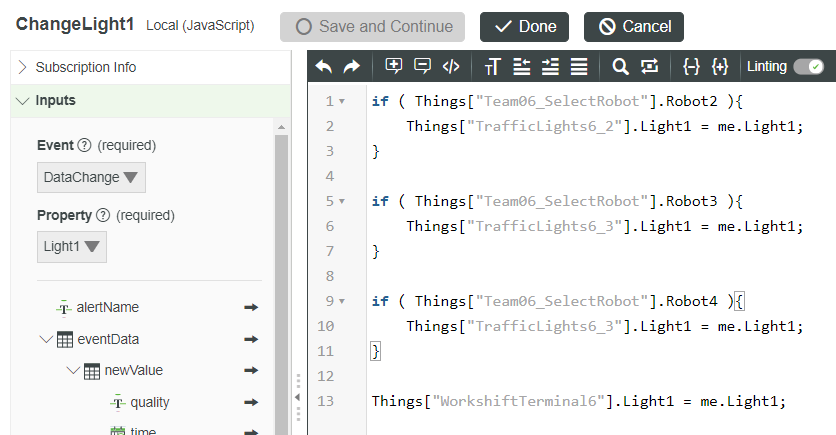 ChangeLight1 Local (JavaScript) Save and Continue Done Cancel
Subscription Info
Inputs
Event ? (required)
DataChange
Property ? (required)
Light1
alertName
eventData
newValue
quality
time
Linting
1 if ( Things["Team06_SelectRobot"].Robot2 ){
2 Things["TrafficLights6_2"].Light1 = me.Light1;
3 }
4
5 if ( Things["Team06_SelectRobot"].Robot3 ){
6 Things["TrafficLights6_3"].Light1 = me.Light1;
7 }
8
9 if ( Things["Team06_SelectRobot"].Robot4 ){
10 Things["TrafficLights6_3"].Light1 = me.Light1;
11 }
12
13 Things["WorkshiftTerminal6"].Light1 = me.Light1;